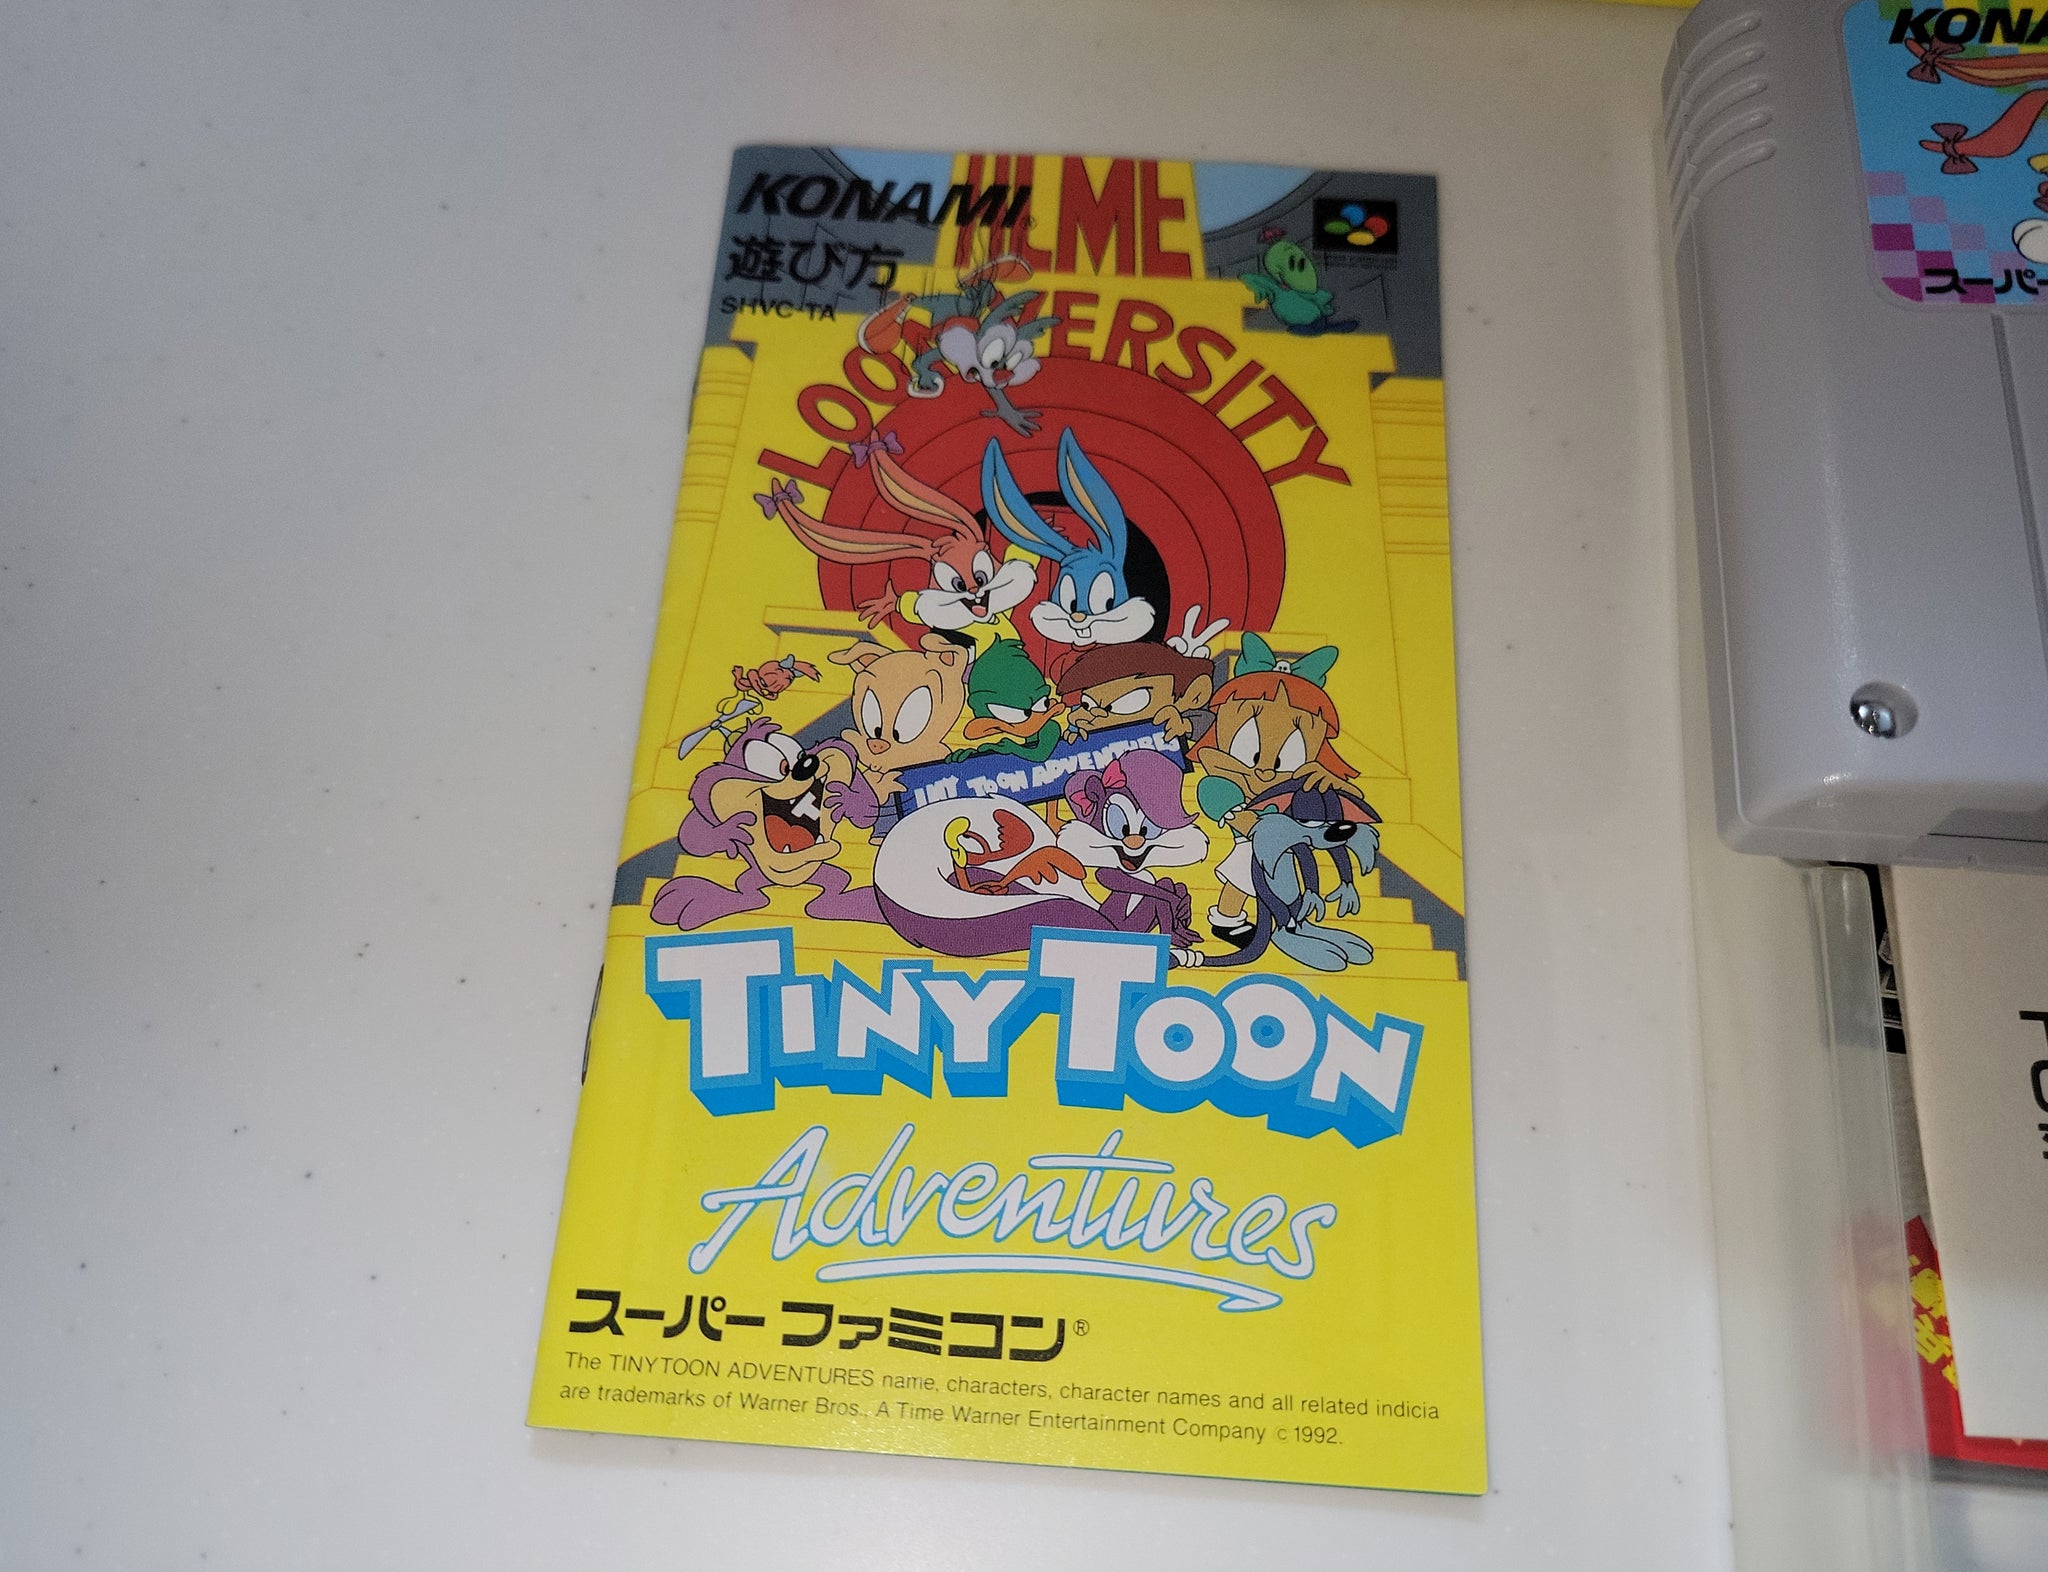 KONAMI®
遊び方
SHVC-TA
ACME
LOONIVERSITY
TINY TOON ADVENTURES
TINY TOON
Adventures
スーパーファミコン®
The TINYTOON ADVENTURES name, characters, character names and all related indicia
are trademarks of Warner Bros., A Time Warner Entertainment Company © 1992.
KONA
スーパー